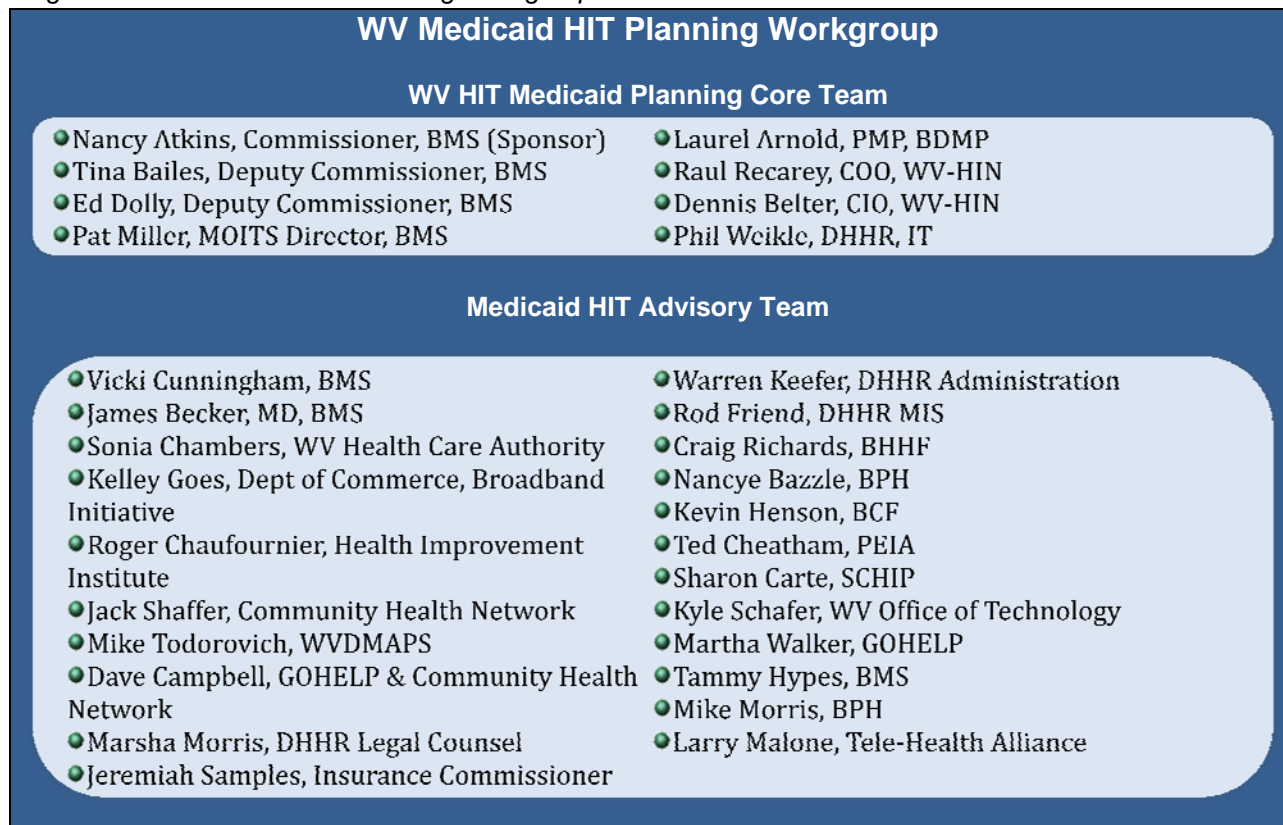 WV Medicaid HIT Planning Workgroup
WV HIT Medicaid Planning Core Team
Nancy Atkins, Commissioner, BMS (Sponsor)
Tina Bailes, Deputy Commissioner, BMS
Ed Dolly, Deputy Commissioner, BMS
Pat Miller, MOITS Director, BMS
Laurel Arnold, PMP, BDMP
Raul Recarey, COO, WV-HIN
Dennis Belter, CIO, WV-HIN
Phil Weikle, DHHR, IT
Medicaid HIT Advisory Team
Vicki Cunningham, BMS
James Becker, MD, BMS
Sonia Chambers, WV Health Care Authority
Kelley Goes, Dept of Commerce, Broadband
Initiative
Roger Chaufournier, Health Improvement
Institute
Jack Shaffer, Community Health Network
Mike Todorovich, WVDMAPS
Dave Campbell, GOHELP & Community Health
Network
Marsha Morris, DHHR Legal Counsel
Jeremiah Samples, Insurance Commissioner
Warren Keefer, DHHR Administration
Rod Friend, DHHR MIS
Craig Richards, BHHF
Nancye Bazzle, BPH
Kevin Henson, BCF
Ted Cheatham, PEIA
Sharon Carte, SCHIP
Kyle Schafer, WV Office of Technology
Martha Walker, GOHELP
Tammy Hypes, BMS
Mike Morris, BPH
Larry Malone, Tele-Health Alliance